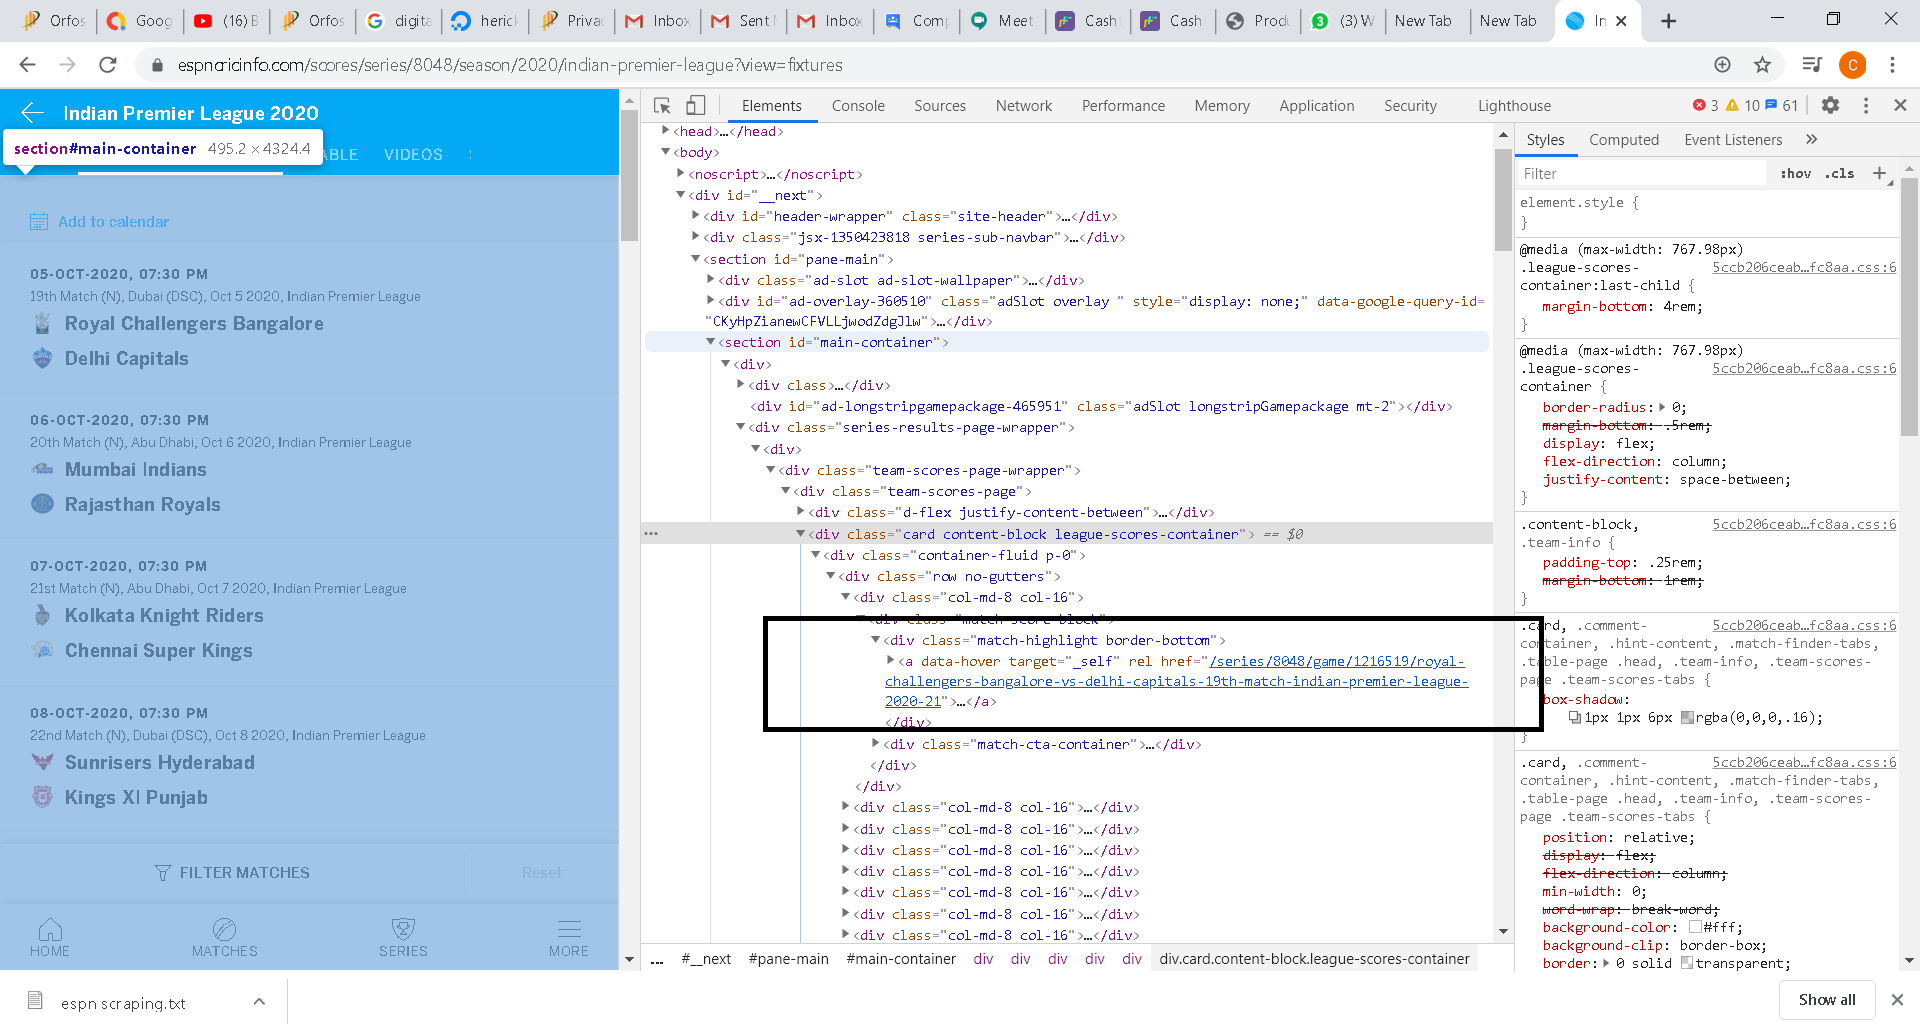 Orfos
Goog
(16) B
Orfos
digita
herick
Priva
Inbox
Sent
Inbox
Comp
Meet
Cash
Cash
Produ
(3) W
New Tab
New Tab
In
espncricinfo.com/scores/series/8048/season/2020/indian-premier-league?view=fixtures
C
Indian Premier League 2020
section#main-container 495.2 × 4324.4
ABLE VIDEOS
Add to calendar
05-OCT-2020, 07:30 PM
19th Match (N), Dubai (DSC), Oct 5 2020, Indian Premier League
Royal Challengers Bangalore
Delhi Capitals
06-OCT-2020, 07:30 PM
20th Match (N), Abu Dhabi, Oct 6 2020, Indian Premier League
Mumbai Indians
Rajasthan Royals
07-OCT-2020, 07:30 PM
21st Match (N), Abu Dhabi, Oct 7 2020, Indian Premier League
Kolkata Knight Riders
Chennai Super Kings
08-OCT-2020, 07:30 PM
22nd Match (N), Dubai (DSC), Oct 8 2020, Indian Premier League
Sunrisers Hyderabad
Kings XI Punjab
FILTER MATCHES Reset
HOME MATCHES SERIES MORE
Elements Console Sources Network Performance Memory Application Security Lighthouse 3 10 61
<head>…</head>
<body>
<noscript>…</noscript>
<div id="__next">
<div id="header-wrapper" class="site-header">…</div>
<div class="jsx-1350423818 series-sub-navbar">…</div>
<section id="pane-main">
<div class="ad-slot ad-slot-wallpaper">…</div>
<div id="ad-overlay-360510" class="adSlot overlay " style="display: none;" data-google-query-id=
"CKyHpZianewCFVLLjwodZdgJlw">…</div>
<section id="main-container">
<div>
<div class>…</div>
<div id="ad-longstripgamepackage-465951" class="adSlot longstripGamepackage mt-2"></div>
<div class="series-results-page-wrapper">
<div>
<div class="team-scores-page-wrapper">
<div class="team-scores-page">
<div class="d-flex justify-content-between">…</div>
… <div class="card content-block league-scores-container"> == $0
<div class="container-fluid p-0">
<div class="row no-gutters">
<div class="col-md-8 col-16">
<div class="match-score-block">
<div class="match-highlight border-bottom">
<a data-hover target="_self" rel href="/series/8048/game/1216519/royal-
challengers-bangalore-vs-delhi-capitals-19th-match-indian-premier-league-
2020-21">…</a>
</div>
<div class="match-cta-container">…</div>
</div>
</div>
<div class="col-md-8 col-16">…</div>
<div class="col-md-8 col-16">…</div>
<div class="col-md-8 col-16">…</div>
<div class="col-md-8 col-16">…</div>
<div class="col-md-8 col-16">…</div>
<div class="col-md-8 col-16">…</div>
<div class="col-md-8 col-16">…</div>
... #__next #pane-main #main-container div div div div div div.card.content-block.league-scores-container
Styles Computed Event Listeners »
Filter :hov .cls +
element.style {
}
@media (max-width: 767.98px)
.league-scores- 5ccb206ceab…fc8aa.css:6
container:last-child {
margin-bottom: 4rem;
}
@media (max-width: 767.98px)
.league-scores- 5ccb206ceab…fc8aa.css:6
container {
border-radius: 0;
margin-bottom: .5rem;
display: flex;
flex-direction: column;
justify-content: space-between;
}
.content-block, 5ccb206ceab…fc8aa.css:6
.team-info {
padding-top: .25rem;
margin-bottom: 1rem;
}
.card, .comment- 5ccb206ceab…fc8aa.css:6
container, .hint-content, .match-finder-tabs,
.table-page .head, .team-info, .team-scores-
page .team-scores-tabs {
box-shadow:
1px 1px 6px rgba(0,0,0,.16);
}
.card, .comment- 5ccb206ceab…fc8aa.css:6
container, .hint-content, .match-finder-tabs,
.table-page .head, .team-info, .team-scores-
page .team-scores-tabs {
position: relative;
display: flex;
flex-direction: column;
min-width: 0;
word-wrap: break-word;
background-color: #fff;
background-clip: border-box;
border: 0 solid transparent;
espn scraping.txt
Show all